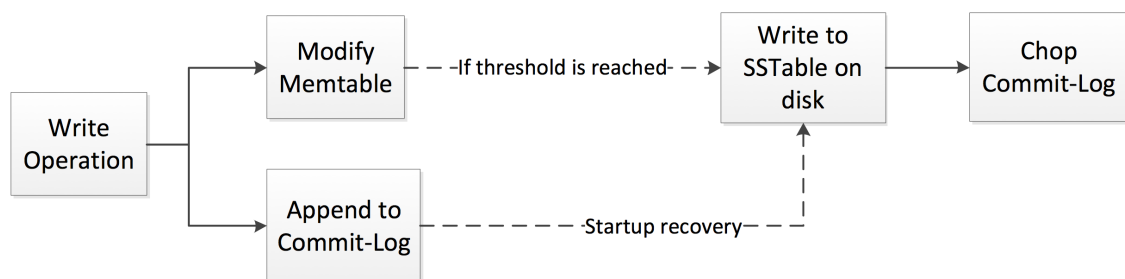 Write
Operation
Modify
Memtable
Append to
Commit-Log
If threshold is reached
Startup recovery
Write to
SSTable on
disk
Chop
Commit-Log